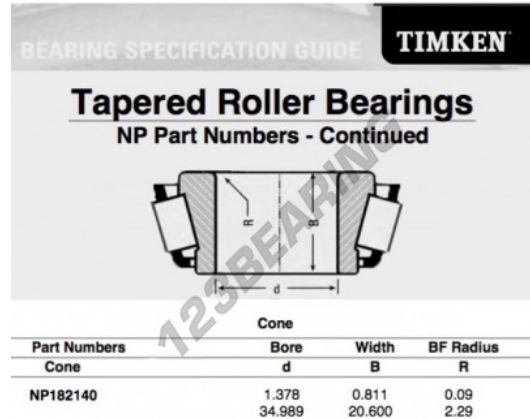 BEARING SPECIFICATION GUIDE
TIMKEN
Tapered Roller Bearings
NP Part Numbers - Continued
R
B
d
123BEARING
Cone
Part Numbers Bore Width BF Radius
Cone d B R
NP182140 1.378 0.811 0.09
34.989 20.600 2.29